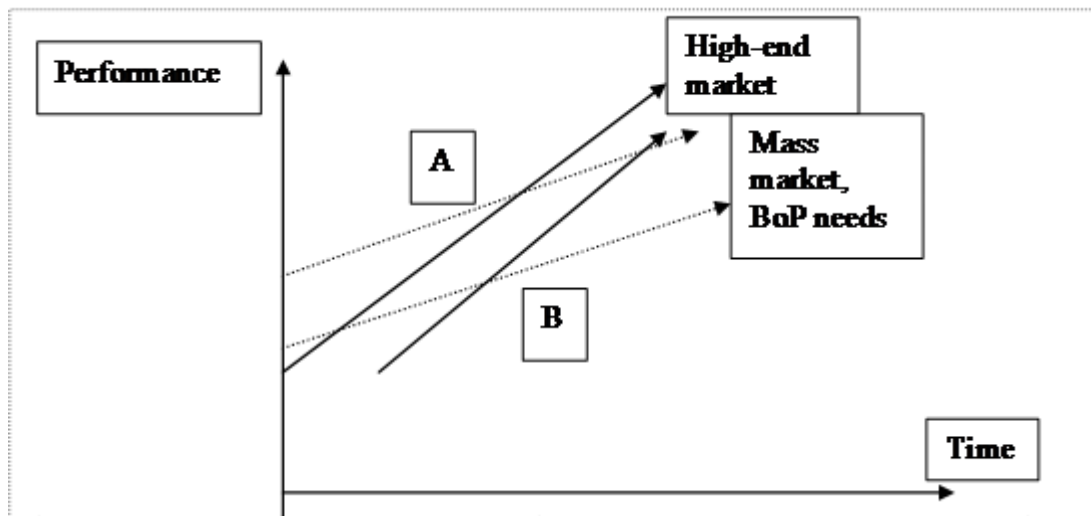 Performance
High-end
market
A
Mass
market,
BoP needs
B
Time